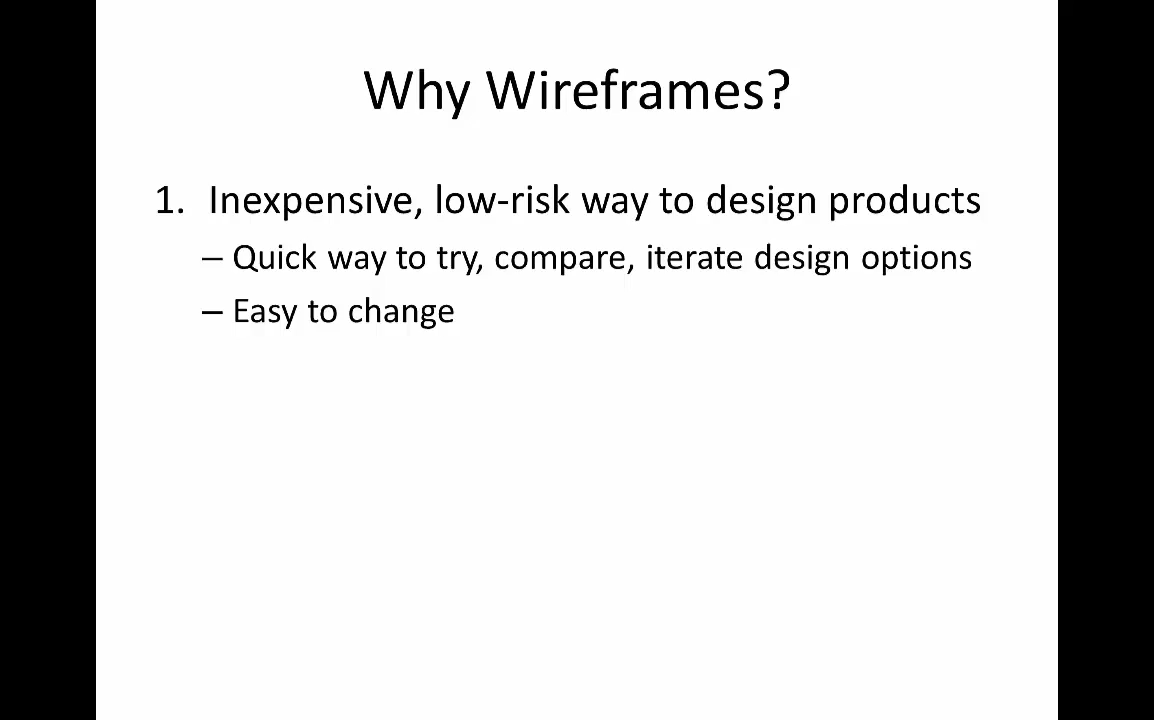 Why Wireframes?
1. Inexpensive, low-risk way to design products
– Quick way to try, compare, iterate design options
– Easy to change